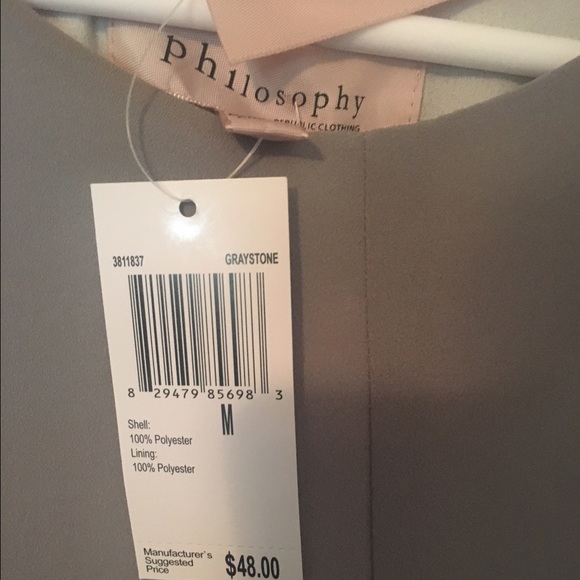 philosophy
CLOTHING
3811837 GRAYSTONE
8 29479 85698 3
M
Shell:
100% Polyester
Lining:
100% Polyester
Manufacturer's
Suggested
Price
$48.00